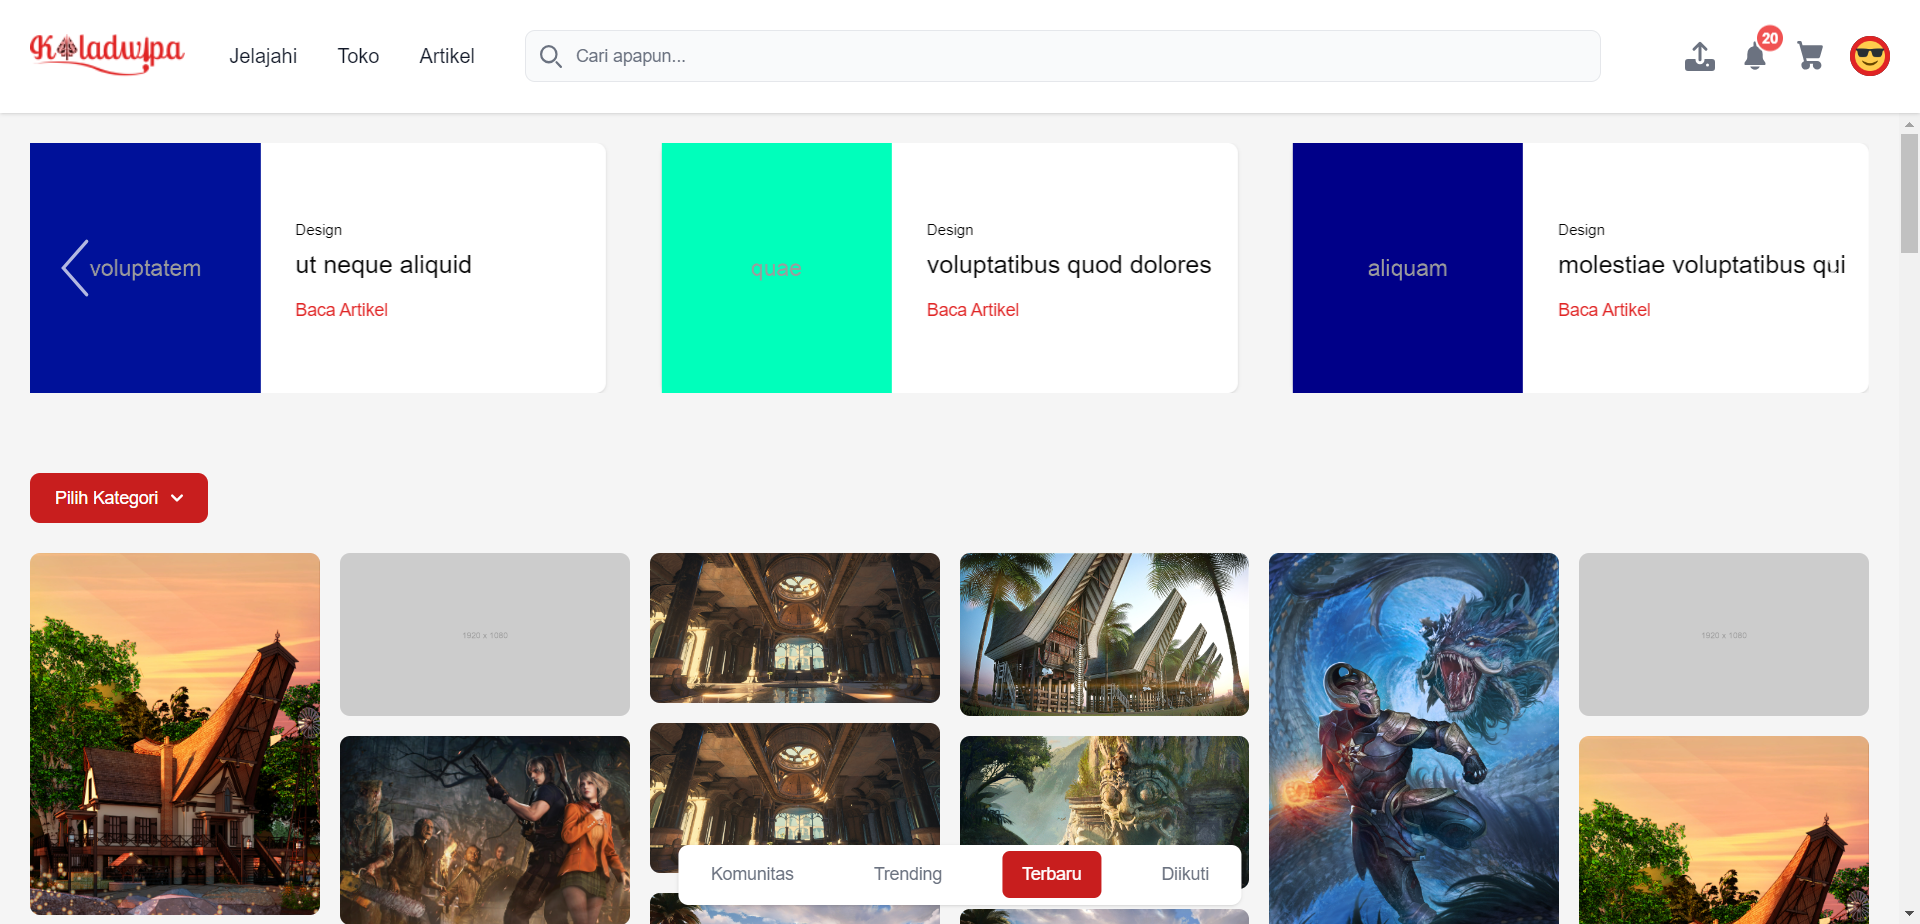 Koladwipa
Jelajahi
Toko
Artikel
Cari apapun...
20
voluptatem
Design
ut neque aliquid
Baca Artikel
quae
Design
voluptatibus quod dolores
Baca Artikel
aliquam
Design
molestiae voluptatibus qui
Baca Artikel
Pilih Kategori
1920 x 1080
1920 x 1080
Komunitas
Trending
Terbaru
Diikuti